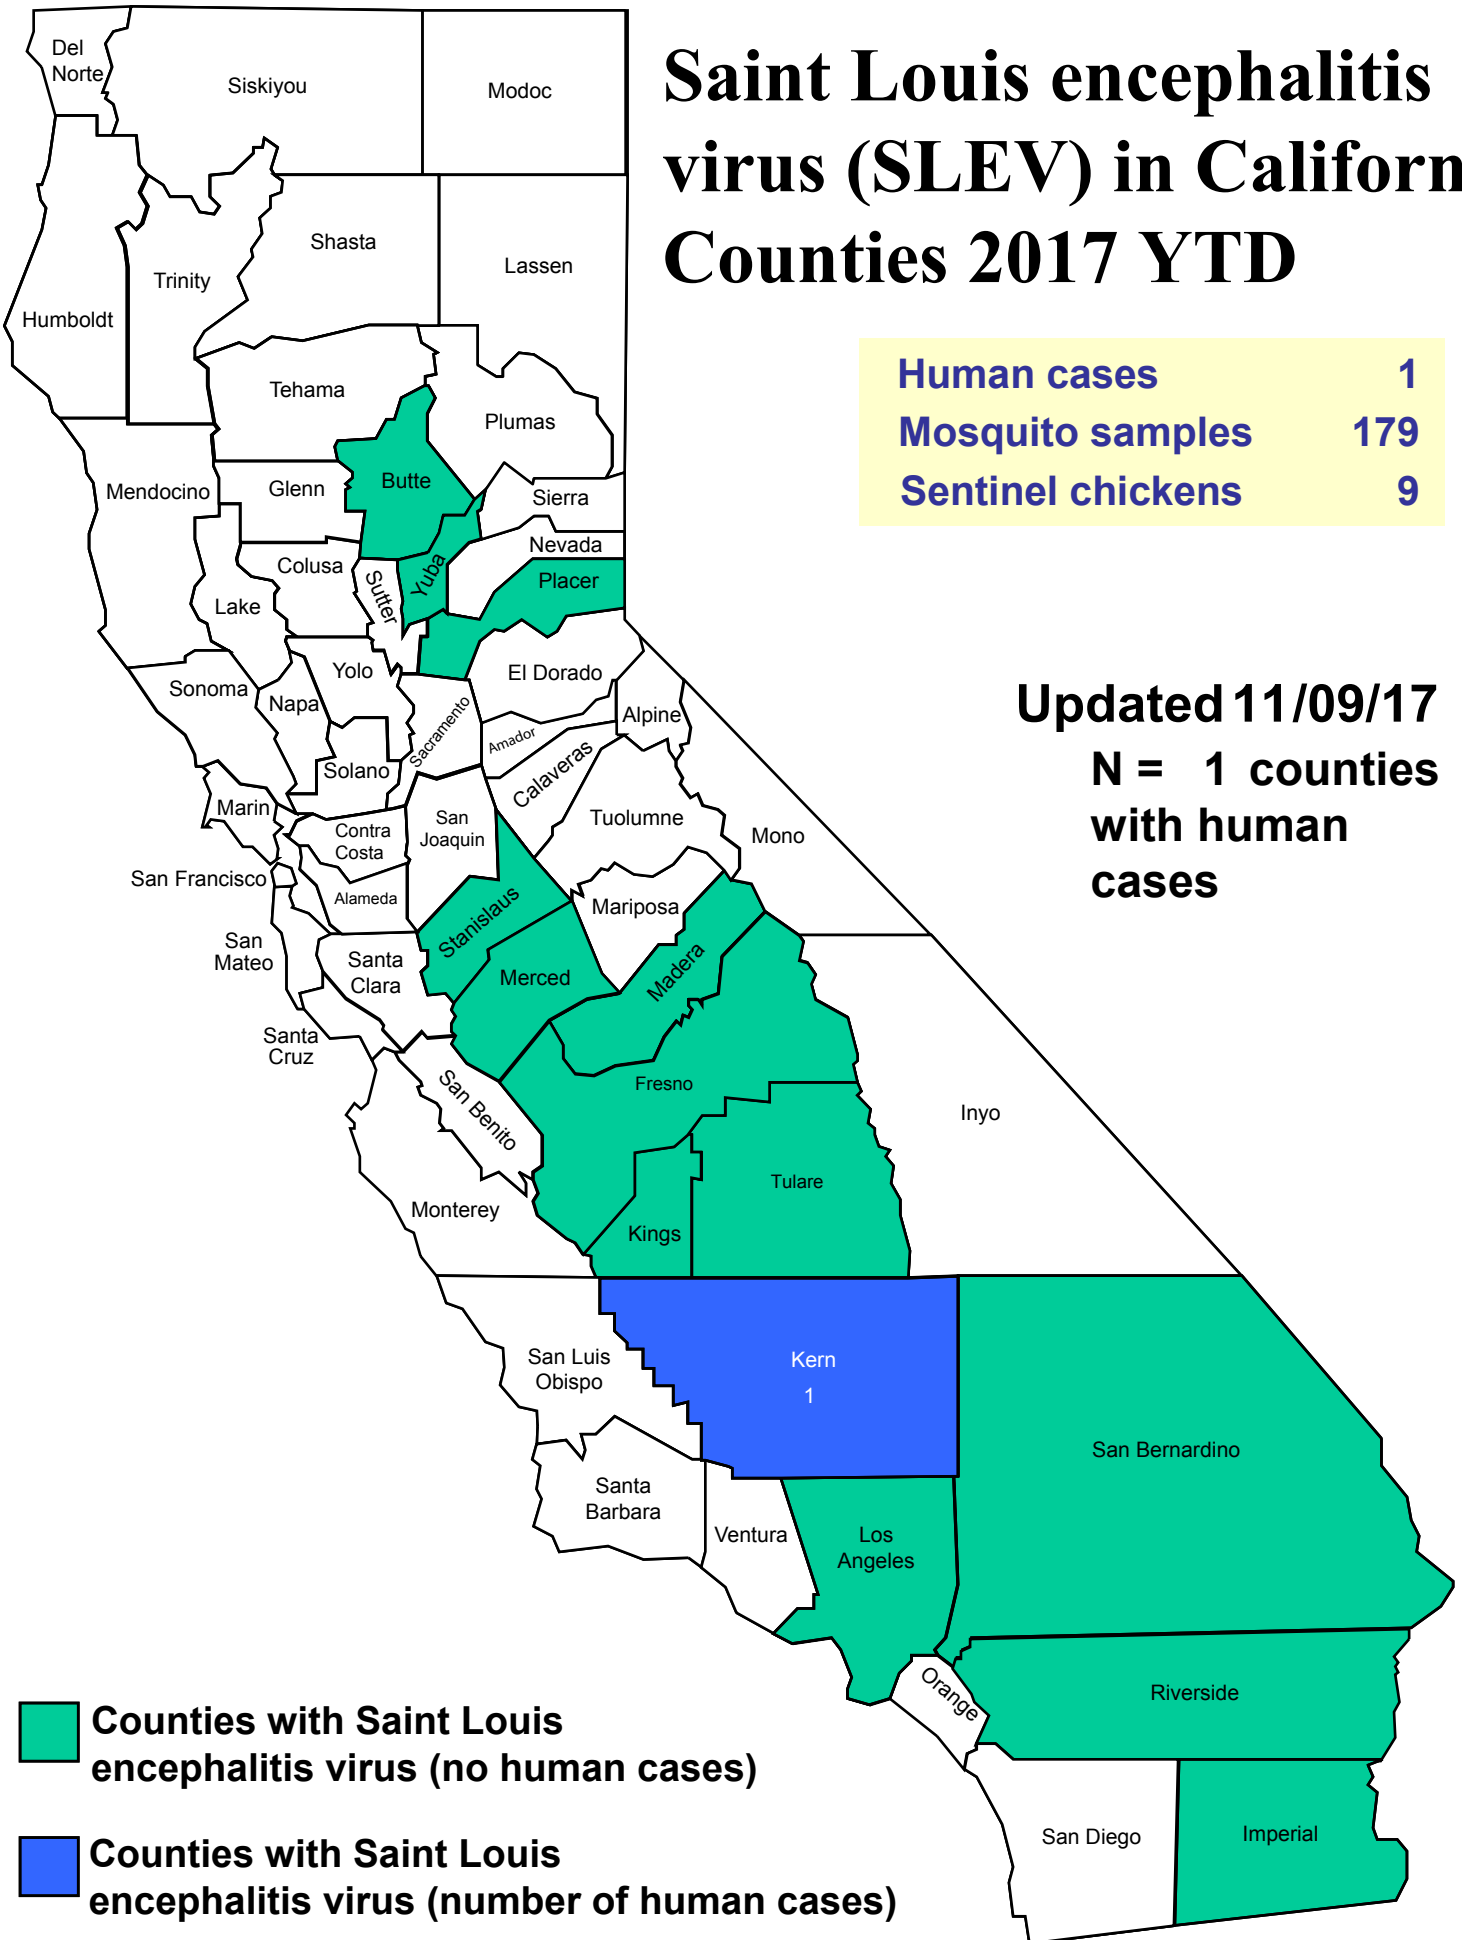 Saint Louis encephalitis
virus (SLEV) in Californ
Counties 2017 YTD
Human cases 1
Mosquito samples 179
Sentinel chickens 9
Updated 11/09/17
N = 1 counties
with human
cases
Del
Norte
Siskiyou
Modoc
Shasta
Lassen
Trinity
Humboldt
Tehama
Plumas
Butte
Mendocino
Glenn
Sierra
Nevada
Colusa
Yuba
Placer
Sutter
Lake
El Dorado
Yolo
Sonoma
Napa
Sacramento
Alpine
Amador
Solano
Calaveras
Marin
Contra
Costa
San
Joaquin
Tuolumne
Mono
San Francisco
Alameda
Stanislaus
Mariposa
San
Mateo
Santa
Clara
Merced
Madera
Santa
Cruz
Fresno
San Benito
Inyo
Tulare
Monterey
Kings
San Luis
Obispo
Kern
1
San Bernardino
Santa
Barbara
Ventura
Los
Angeles
Orange
Riverside
San Diego
Imperial
Counties with Saint Louis
encephalitis virus (no human cases)
Counties with Saint Louis
encephalitis virus (number of human cases)